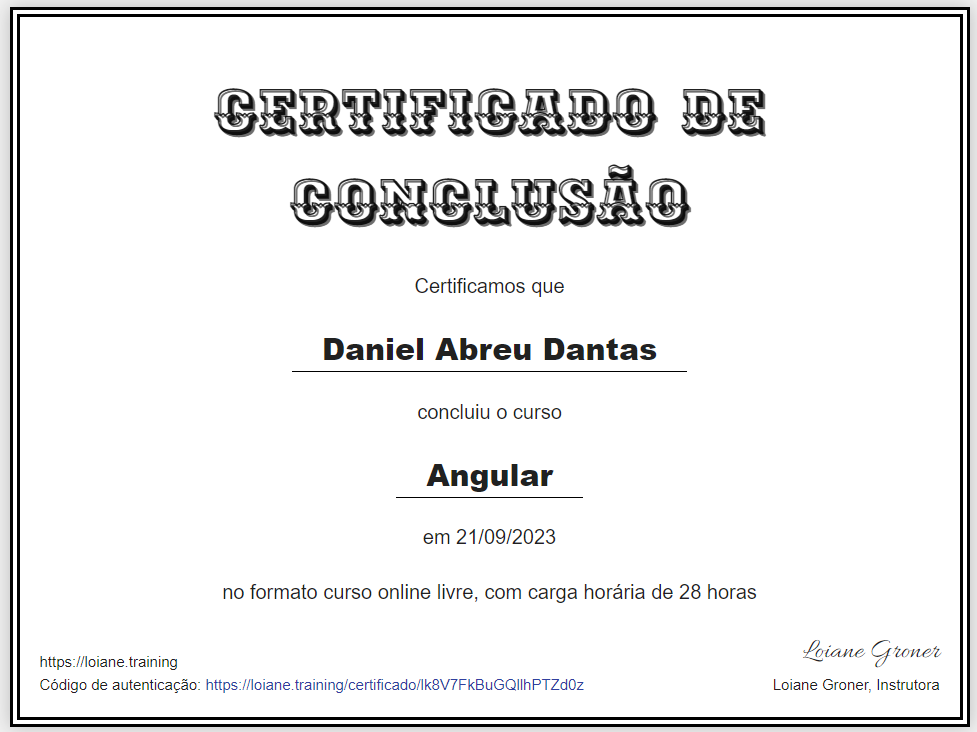 CERTIFICADO DE
CONCLUSÃO
Certificamos que
Daniel Abreu Dantas
concluiu o curso
Angular
em 21/09/2023
no formato curso online livre, com carga horária de 28 horas
Loiane Groner
https://loiane.training
Código de autenticação: https://loiane.training/certificado/lk8V7FkBuGQllhPTZd0z
Loiane Groner, Instrutora